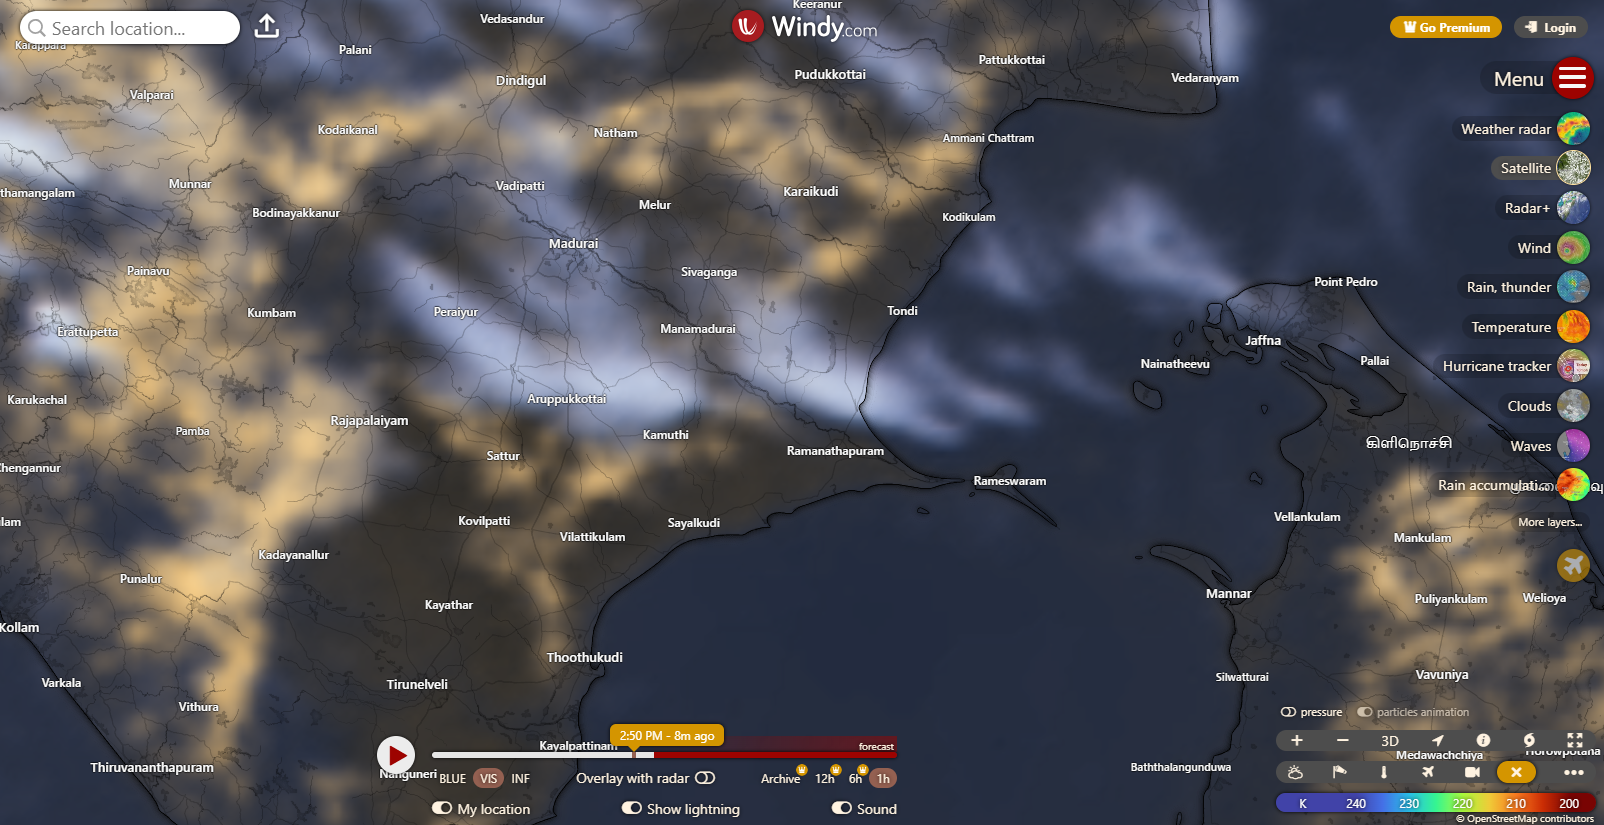 Search location...
Windy.com
Go Premium
Login
Menu
Weather radar
Satellite
Radar+
Wind
Rain, thunder
Temperature
Hurricane tracker
Clouds
Waves
Rain accumulati
More layers...
Keeranur
Vedasandur
Karappara
Palani
Pattukkottai
Dindigul
Pudukkottai
Vedaranyam
Valparai
Kodaikanal
Natham
Ammani Chattram
Munnar
thamangalam
Vadipatti
Karaikudi
Melur
Bodinayakkanur
Kodikulam
Madurai
Painavu
Sivaganga
Point Pedro
Kumbam
Peraiyur
Tondi
Erattupetta
Manamadurai
Jaffna
Nainatheevu
Pallai
Karukachal
Aruppukkottai
Rajapalaiyam
Pamba
Kamuthi
கிளிநொச்சி
Sattur
Ramanathapuram
Chengannur
Rameswaram
lam
Kovilpatti
Sayalkudi
Vellankulam
Vilattikulam
Mankulam
Kadayanallur
Punalur
Mannar
Puliyankulam
Welioya
Kayathar
Kollam
Thoothukudi
Vavuniya
Silwatturai
Varkala
Tirunelveli
Vithura
Kayalpattinam
Thiruvananthapuram
Nanguneri
Medawachchiya
Horowpotana
Baththalangunduwa
2:50 PM - 8m ago
forecast
BLUE VIS INF
Overlay with radar
Archive 12h 6h 1h
My location
Show lightning
Sound
pressure
particles animation
3D
K 240 230 220 210 200
© OpenStreetMap contributors